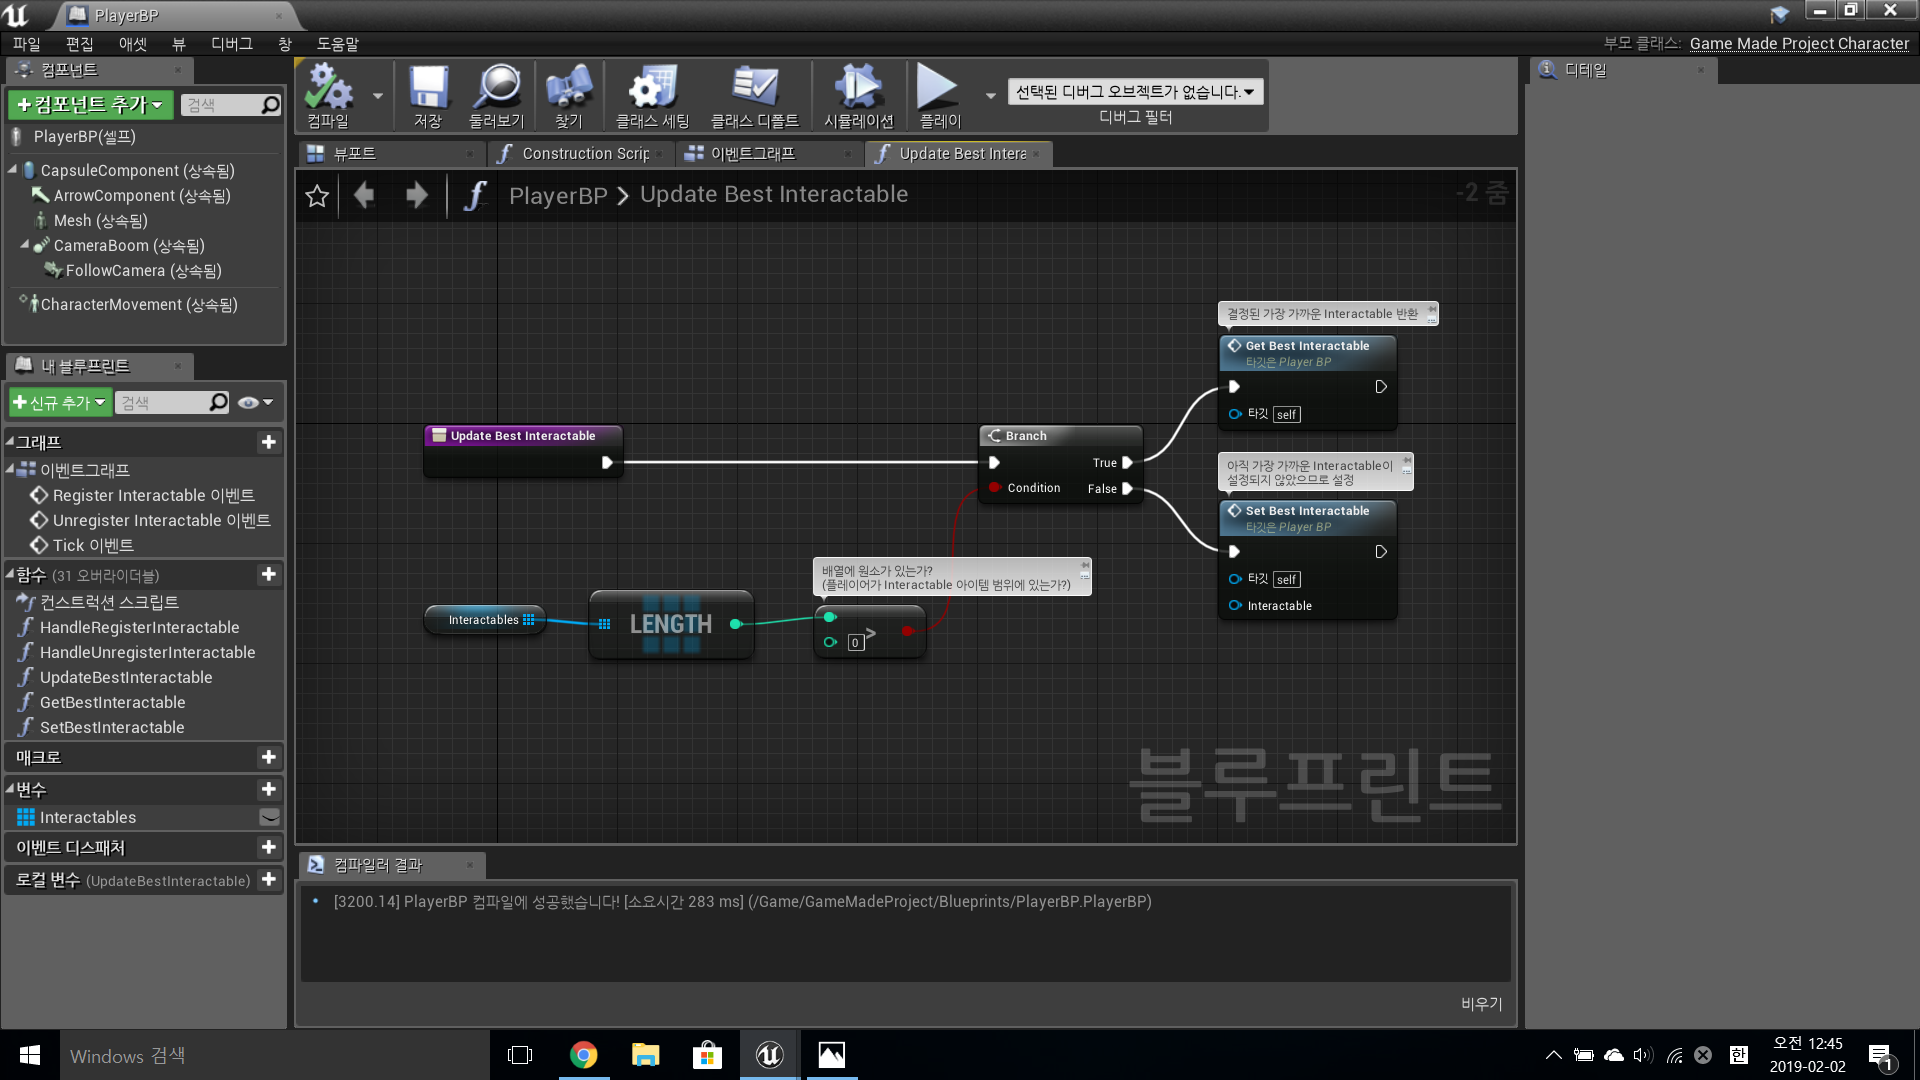 PlayerBP
파일 편집 애셋 뷰 디버그 창 도움말
부모 클래스: Game Made Project Character
컴포넌트
컴포넌트 추가
검색
PlayerBP(셀프)
CapsuleComponent (상속됨)
ArrowComponent (상속됨)
Mesh (상속됨)
CameraBoom (상속됨)
FollowCamera (상속됨)
CharacterMovement (상속됨)
내 블루프린트
신규 추가
검색
그래프
이벤트그래프
Register Interactable 이벤트
Unregister Interactable 이벤트
Tick 이벤트
함수 (31 오버라이더블)
컨스트럭션 스크립트
HandleRegisterInteractable
HandleUnregisterInteractable
UpdateBestInteractable
GetBestInteractable
SetBestInteractable
매크로
변수
Interactables
이벤트 디스패처
로컬 변수 (UpdateBestInteractable)
컴파일
저장
둘러보기
찾기
클래스 세팅
클래스 디폴트
시뮬레이션
플레이
선택된 디버그 오브젝트가 없습니다.
디버그 필터
뷰포트
Construction Scrip
이벤트그래프
Update Best Intera
PlayerBP > Update Best Interactable
-2 줌
Update Best Interactable
Interactables
LENGTH
배열에 원소가 있는가?
(플레이어가 Interactable 아이템 범위에 있는가?)
0
>
Branch
True
Condition
False
결정된 가장 가까운 Interactable 반환
Get Best Interactable
타깃은 Player BP
타깃 self
아직 가장 가까운 Interactable이
설정되지 않았으므로 설정
Set Best Interactable
타깃은 Player BP
타깃 self
Interactable
블루프린트
컴파일러 결과
[3200.14] PlayerBP 컴파일에 성공했습니다! [소요시간 283 ms] (/Game/GameMadeProject/Blueprints/PlayerBP.PlayerBP)
비우기
디테일
Windows 검색
한
오전 12:45
2019-02-02
1